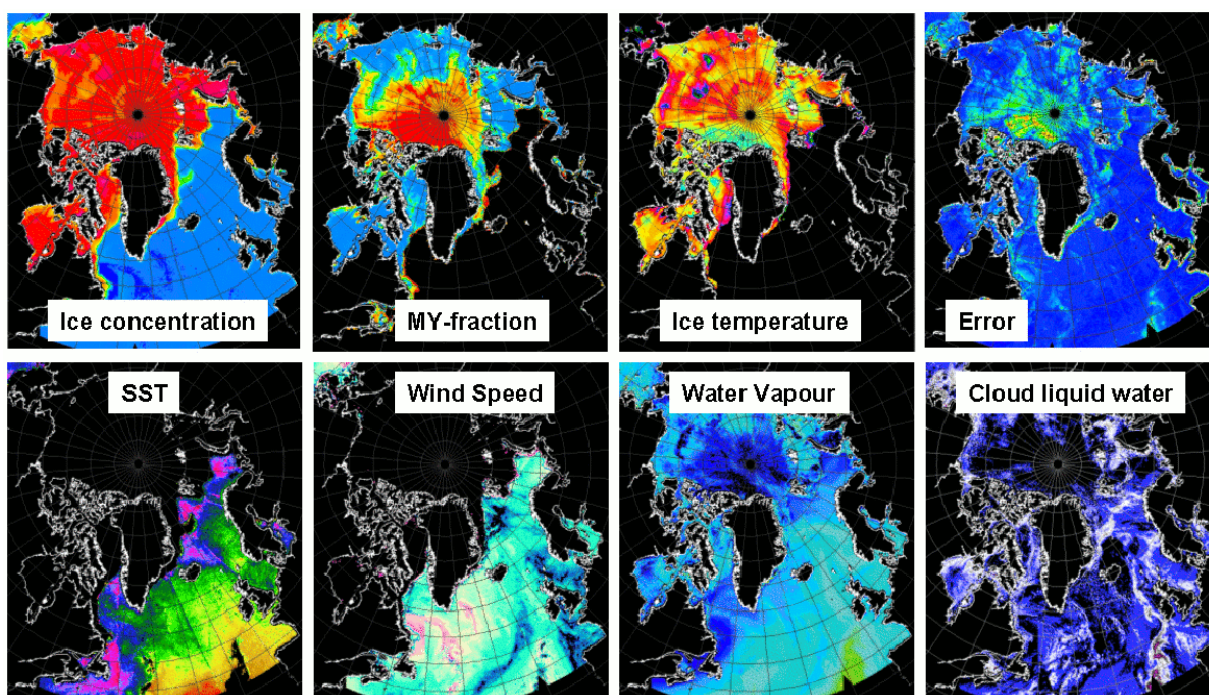 Ice concentration
MY-fraction
Ice temperature
Error
SST
Wind Speed
Water Vapour
Cloud liquid water